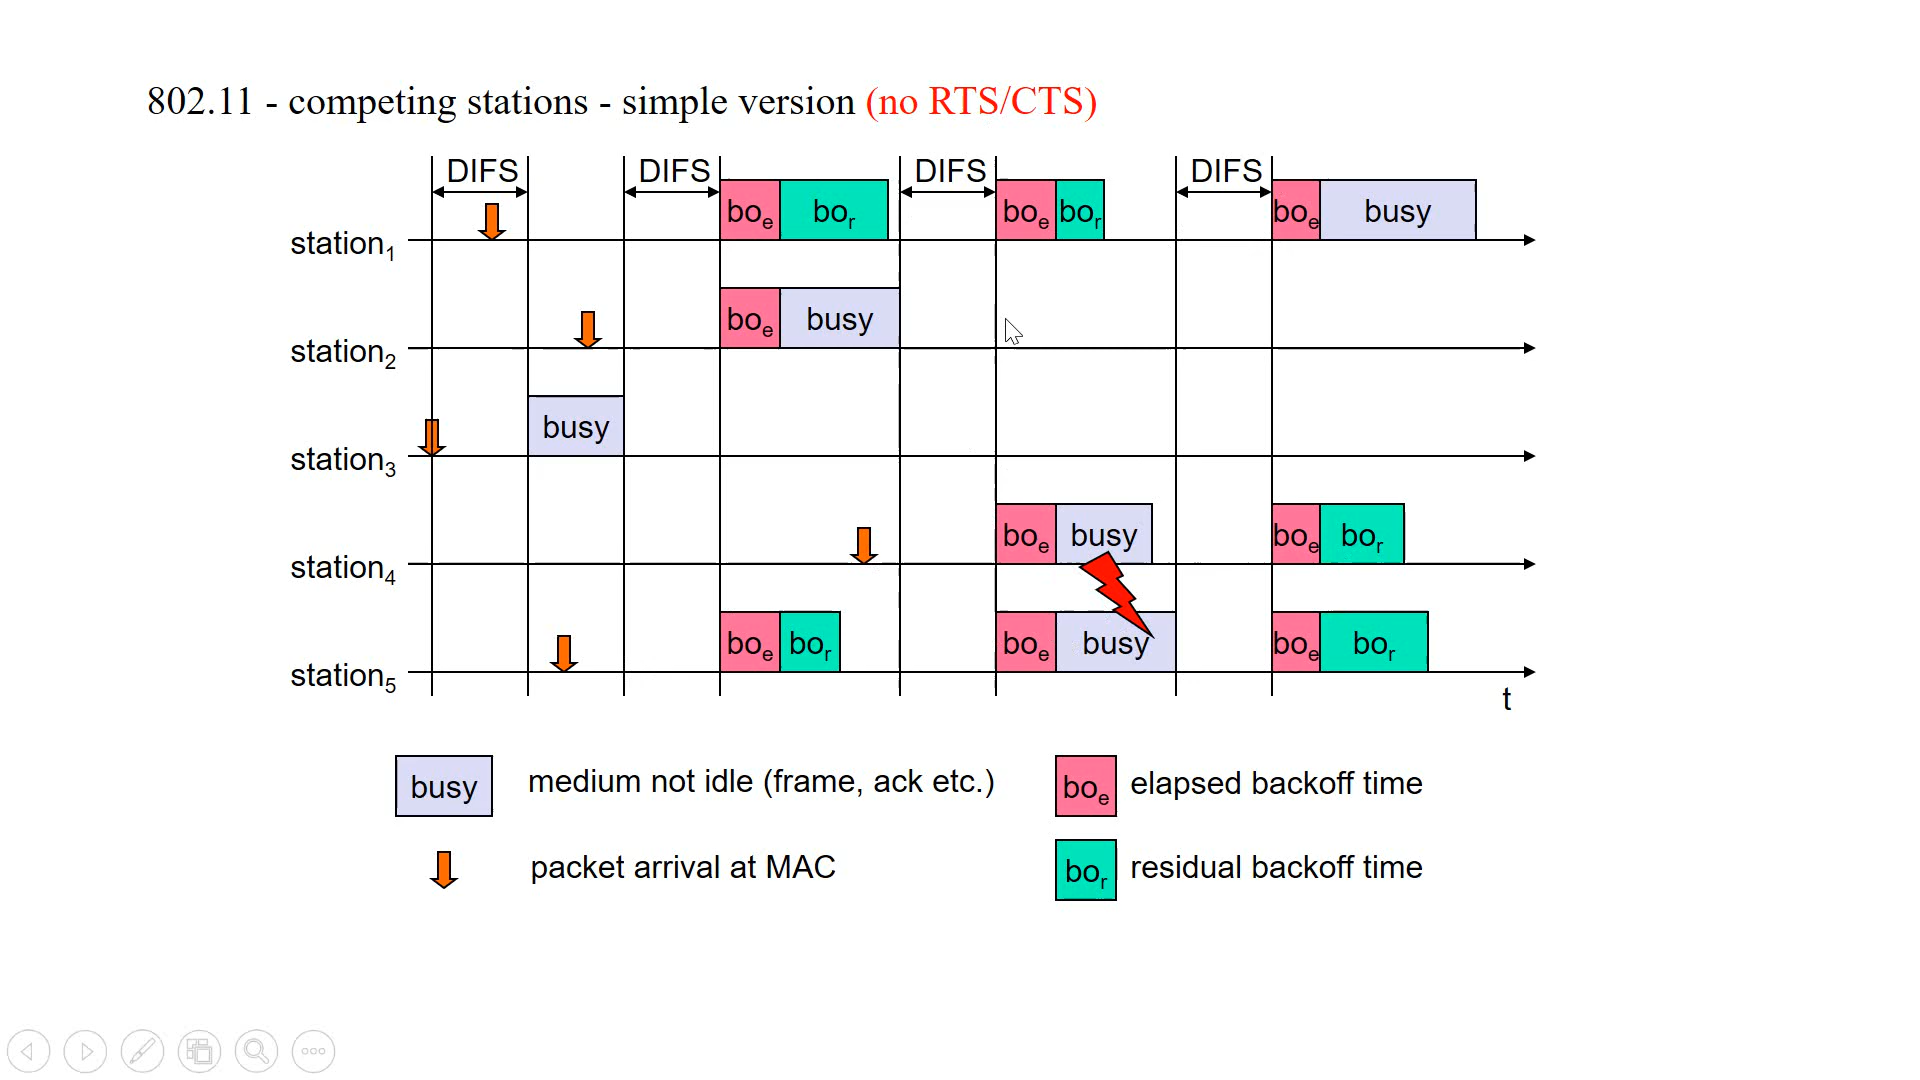 802.11 - competing stations - simple version (no RTS/CTS)
DIFS DIFS DIFS DIFS
station1 boe bor boe bor boe busy
station2 boe busy
station3 busy
station4 boe busy boe bor
station5 boe bor boe busy boe bor
t
busy medium not idle (frame, ack etc.) boe elapsed backoff time
packet arrival at MAC bor residual backoff time